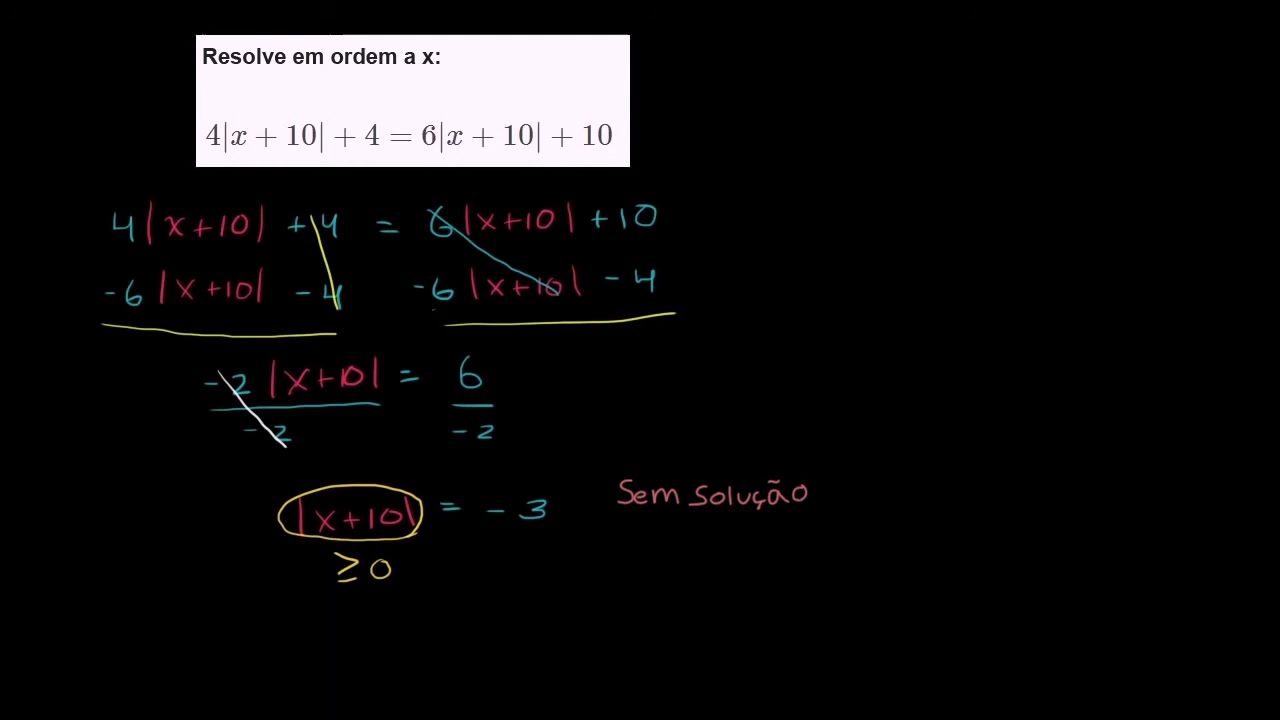 Resolve em ordem a x:
4|x + 10| + 4 = 6|x + 10| + 10
4|x+10| +4 = 6|x+10| +10
-6|x+10| -4 -6|x+10| -4
-2|x+10| = 6
-2 -2
|x+10| = -3 Sem solução
≥0